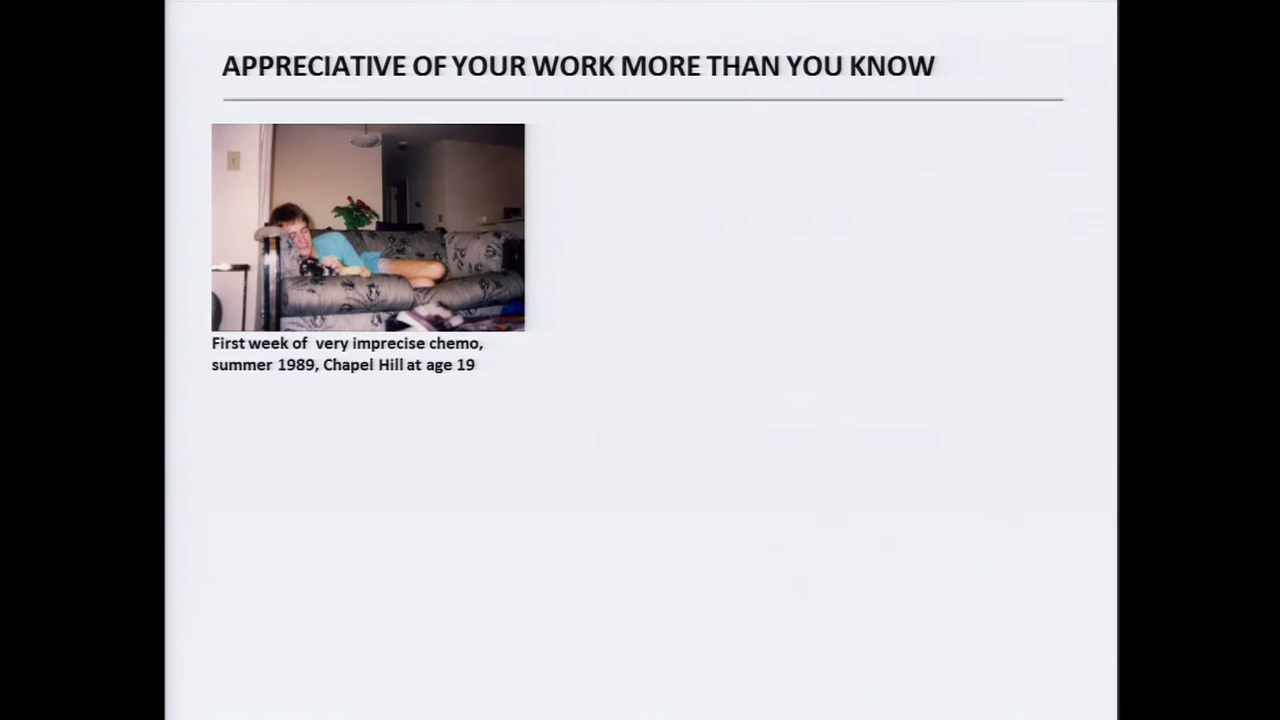 APPRECIATIVE OF YOUR WORK MORE THAN YOU KNOW
First week of  very imprecise chemo,
summer 1989, Chapel Hill at age 19